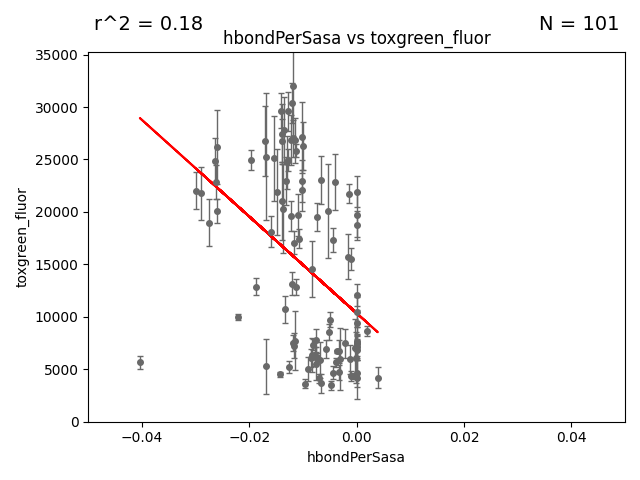 r^2 = 0.18
N = 101
hbondPerSasa vs toxgreen_fluor
35000
30000
25000
20000
15000
10000
5000
0
toxgreen_fluor
−0.04
−0.02
0.00
0.02
0.04
hbondPerSasa